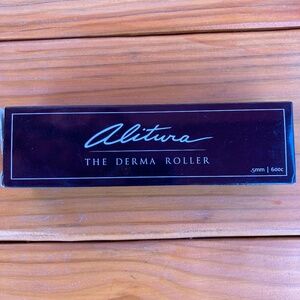 Alitura
THE DERMA ROLLER
.5mm | 600c